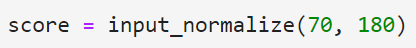 score = input_normalize(70, 180)